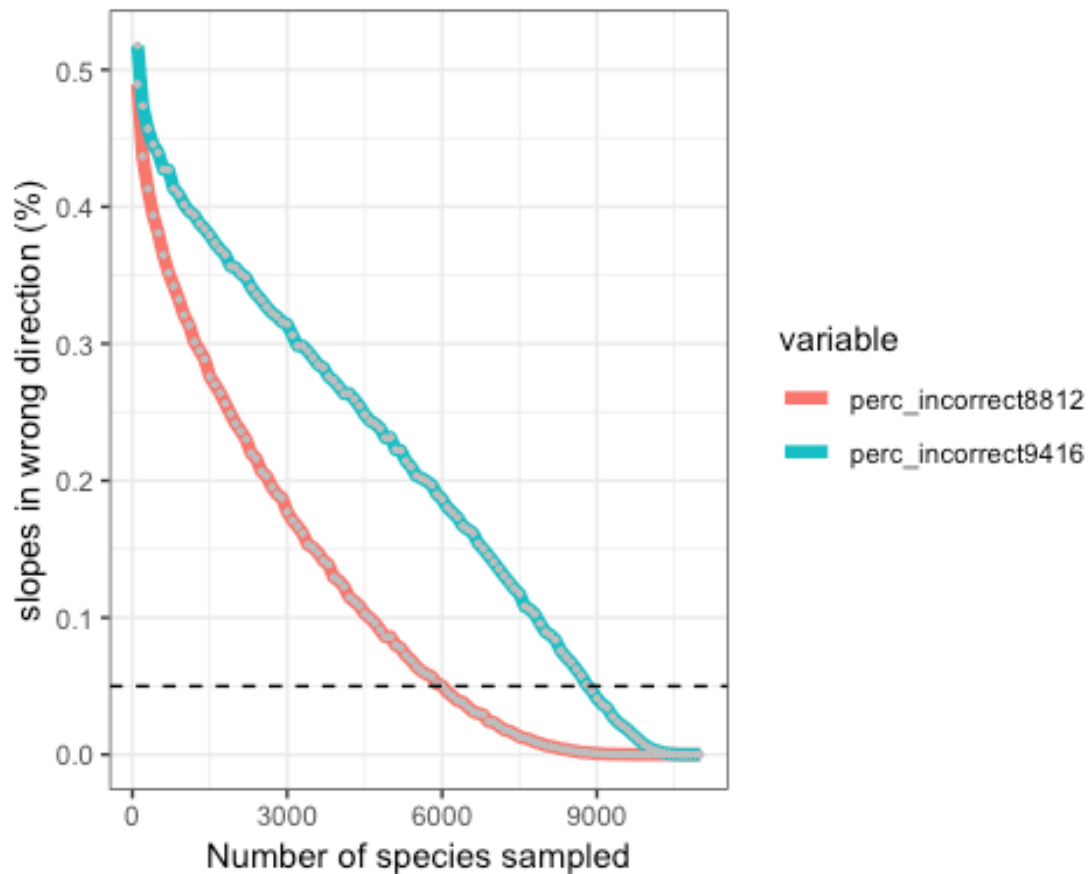 slopes in wrong direction (%)
0.5
0.4
0.3
0.2
0.1
0.0
0 3000 6000 9000
Number of species sampled
variable
perc_incorrect8812
perc_incorrect9416